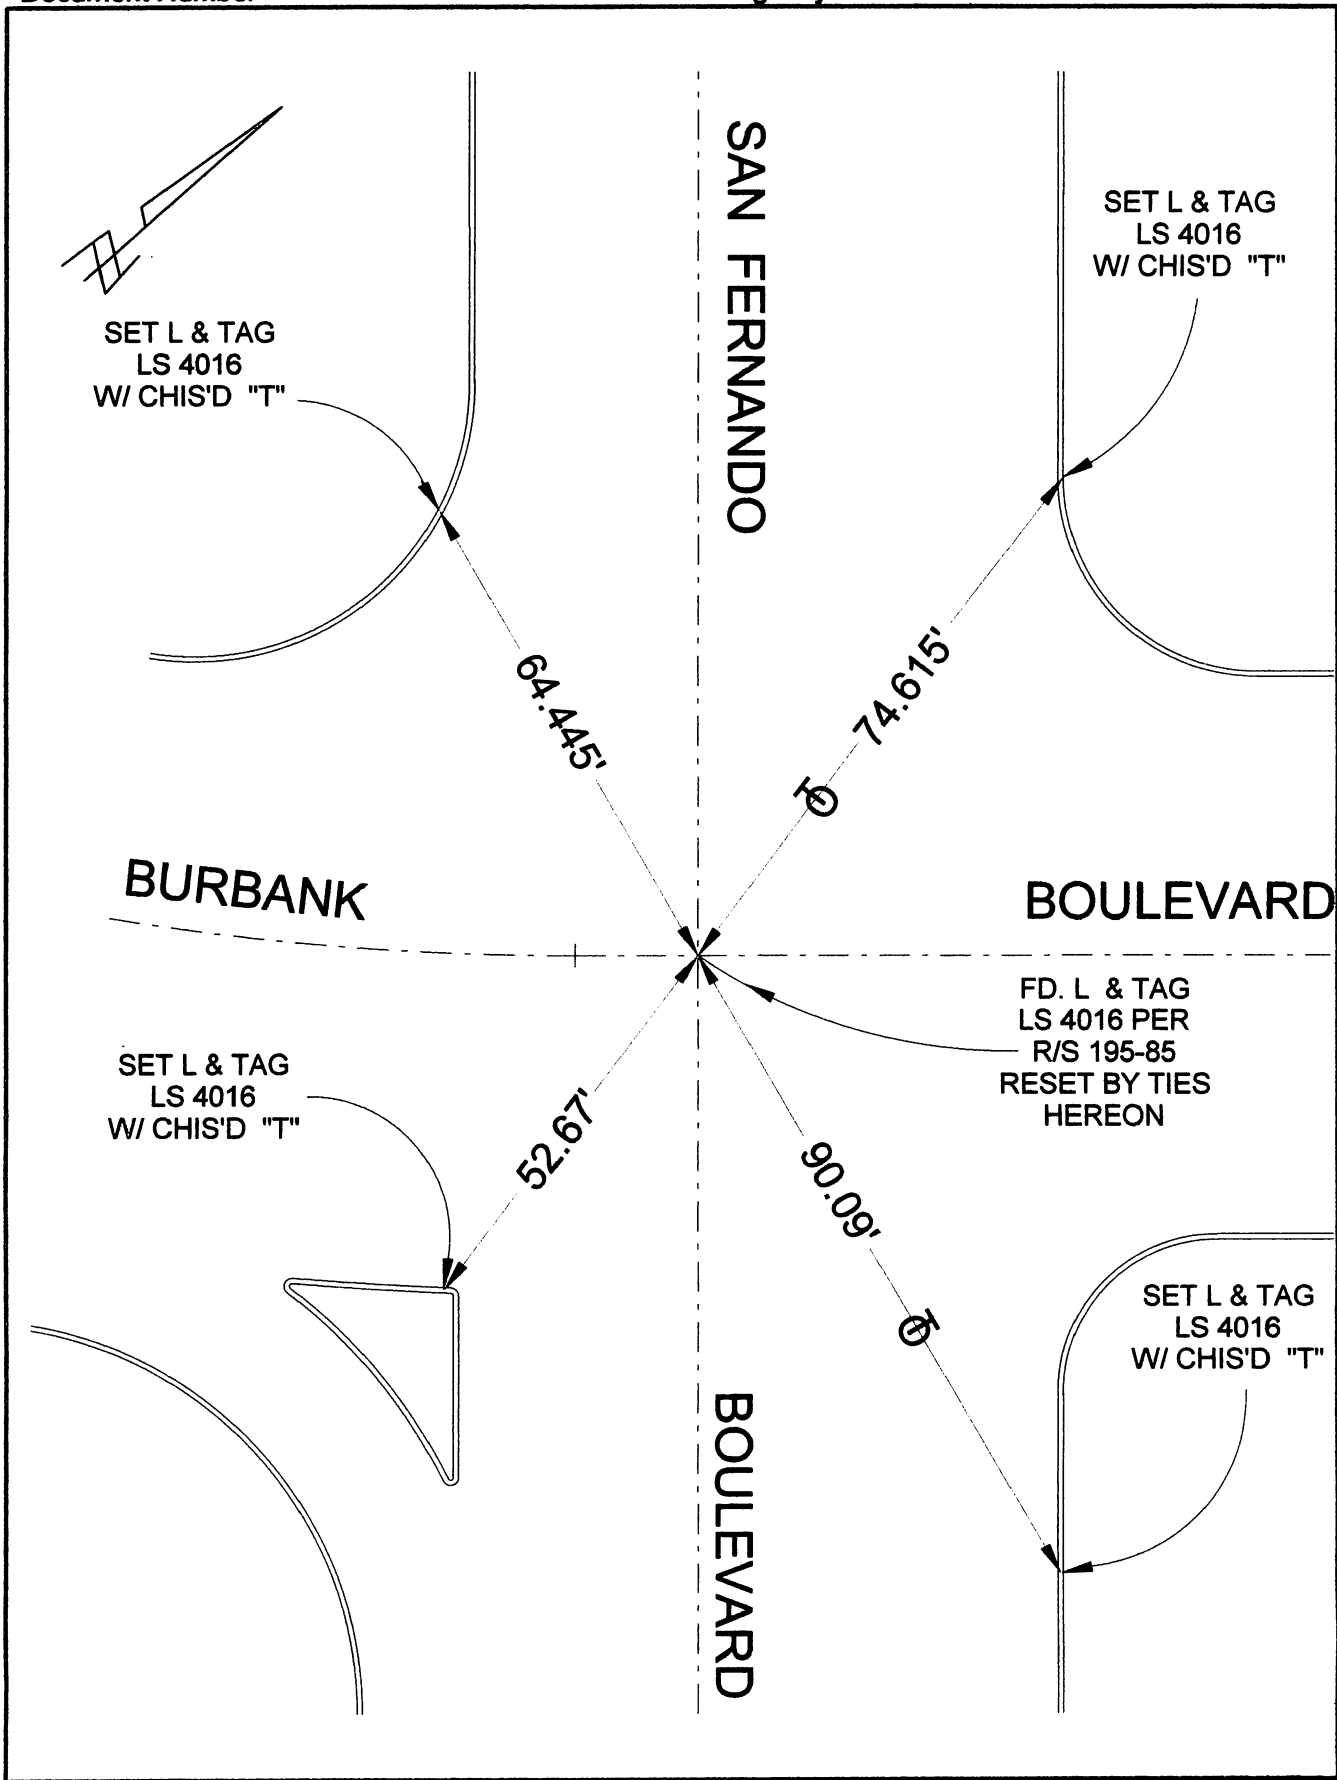 SAN FERNANDO
SET L & TAG
LS 4016
W/ CHIS'D "T"
SET L & TAG
LS 4016
W/ CHIS'D "T"
64.445'
74.615'
BURBANK
BOULEVARD
FD. L & TAG
LS 4016 PER
R/S 195-85
RESET BY TIES
HEREON
SET L & TAG
LS 4016
W/ CHIS'D "T"
52.67'
90.09'
SET L & TAG
LS 4016
W/ CHIS'D "T"
BOULEVARD